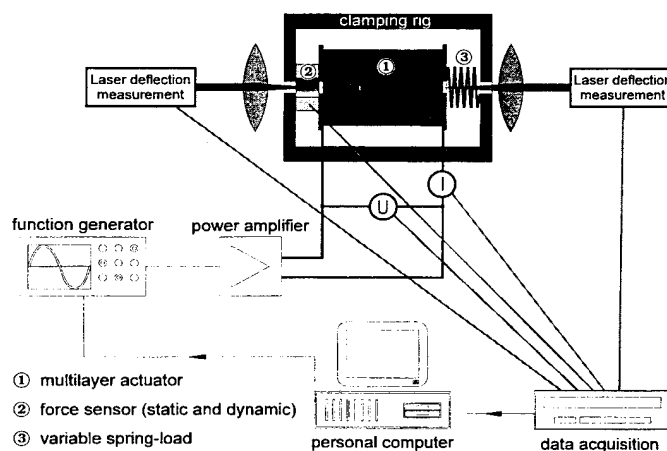 clamping rig
②
①
③
Laser deflection
measurement
Laser deflection
measurement
I
U
function generator
power amplifier
① multilayer actuator
② force sensor (static and dynamic)
③ variable spring-load
personal computer
data acquisition